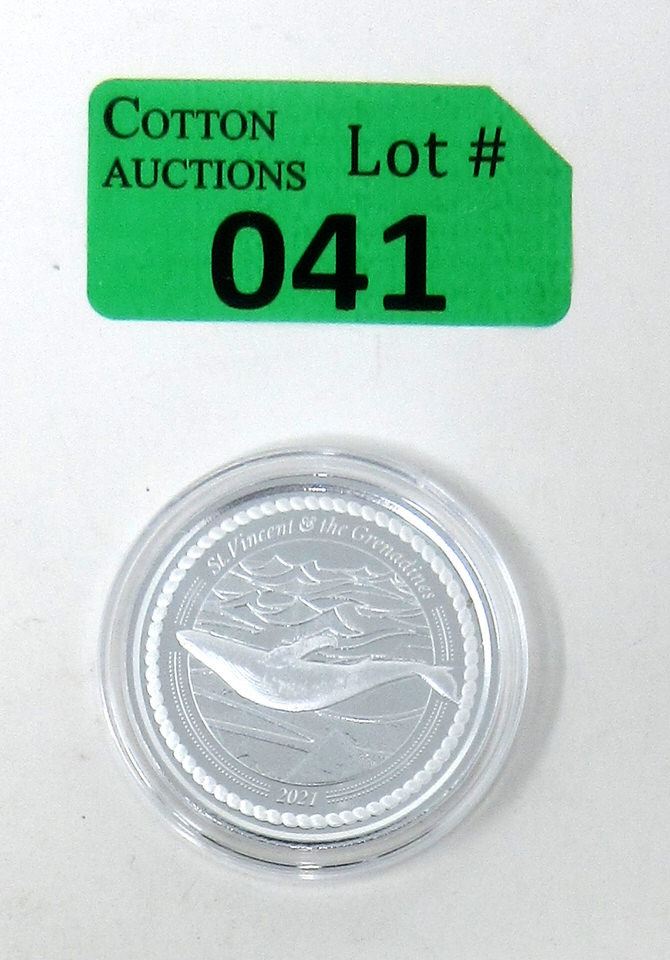 COTTON
AUCTIONS
Lot #
041
St. Vincent & the Grenadines
2021